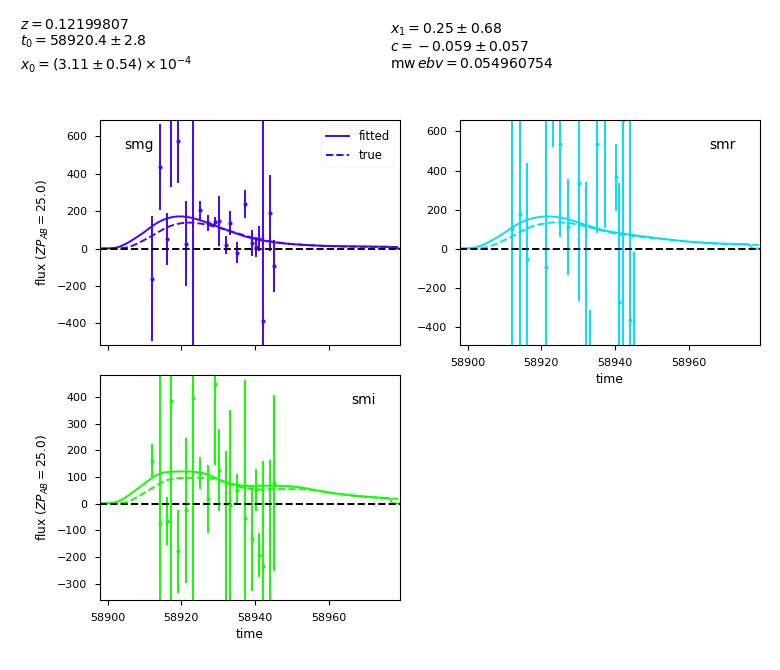 z = 0.12199807
t₀ = 58920.4 ± 2.8
x₀ = (3.11 ± 0.54) × 10⁻⁴
x₁ = 0.25 ± 0.68
c = −0.059 ± 0.057
mw ebv = 0.054960754
smg
fitted
true
600
400
200
0
−200
−400
flux (ZP_AB = 25.0)
smr
600
400
200
0
−200
−400
58900 58920 58940 58960
time
smi
400
300
200
100
0
−100
−200
−300
flux (ZP_AB = 25.0)
58900 58920 58940 58960
time